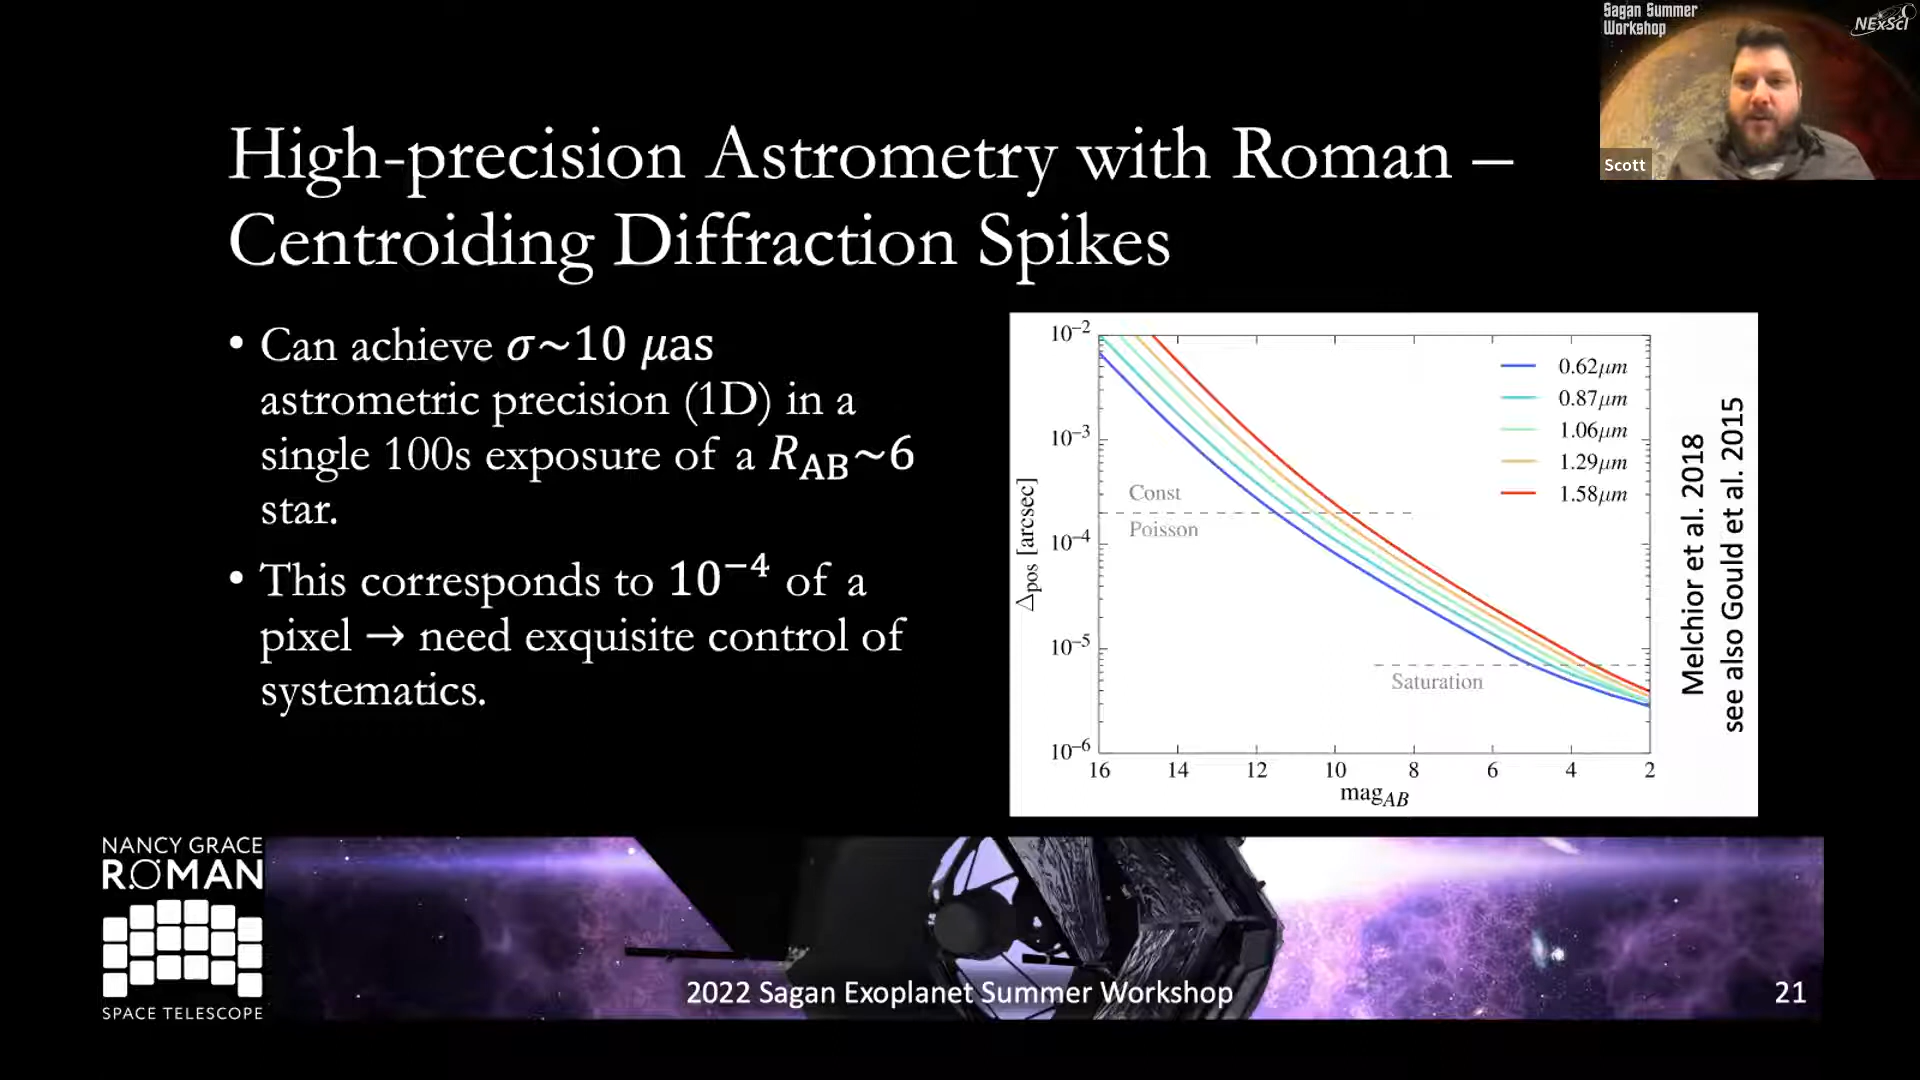 Sagan Summer
Workshop
NExScI
Scott
High-precision Astrometry with Roman –
Centroiding Diffraction Spikes
• Can achieve σ~10 μas
astrometric precision (1D) in a
single 100s exposure of a R_AB~6
star.
• This corresponds to 10⁻⁴ of a
pixel → need exquisite control of
systematics.
10⁻²
10⁻³
10⁻⁴
10⁻⁵
10⁻⁶
Δpos [arcsec]
0.62μm
0.87μm
1.06μm
1.29μm
1.58μm
Const
Poisson
Saturation
16 14 12 10 8 6 4 2
mag_AB
Melchior et al. 2018
see also Gould et al. 2015
NANCY GRACE
ROMAN
SPACE TELESCOPE
2022 Sagan Exoplanet Summer Workshop
21